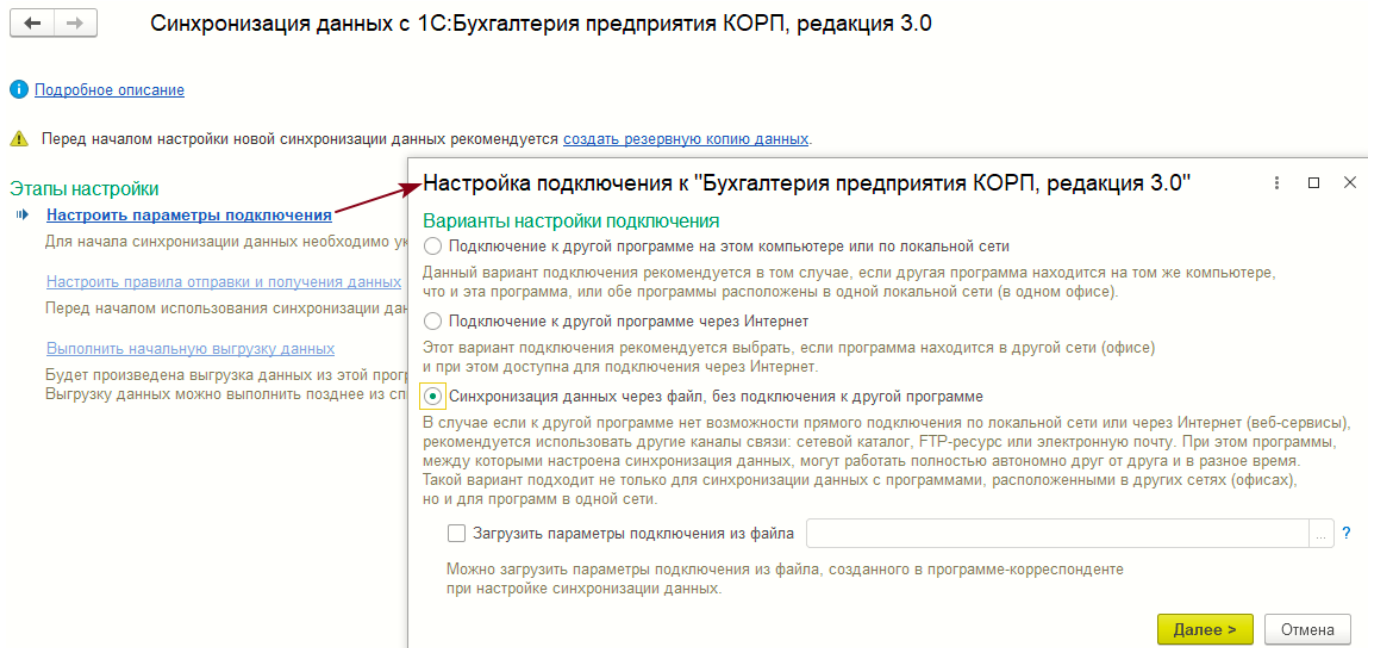 Синхронизация данных с 1С:Бухгалтерия предприятия КОРП, редакция 3.0
Подробное описание
Перед началом настройки новой синхронизации данных рекомендуется создать резервную копию данных.
Этапы настройки
Настроить параметры подключения
Для начала синхронизации данных необходимо
Настроить правила отправки и получения данных
Перед началом использования синхронизации
Выполнить начальную выгрузку данных
Будет произведена выгрузка данных из этой
Выгрузку данных можно выполнить позднее из
Настройка подключения к "Бухгалтерия предприятия КОРП, редакция 3.0"
Варианты настройки подключения
Подключение к другой программе на этом компьютере или по локальной сети
Данный вариант подключения рекомендуется в том случае, если другая программа находится на том же компьютере,
что и эта программа, или обе программы расположены в одной локальной сети (в одном офисе).
Подключение к другой программе через Интернет
Этот вариант подключения рекомендуется выбрать, если программа находится в другой сети (офисе)
и при этом доступна для подключения через Интернет.
Синхронизация данных через файл, без подключения к другой программе
В случае если к другой программе нет возможности прямого подключения по локальной сети или через Интернет (веб-сервисы),
рекомендуется использовать другие каналы связи: сетевой каталог, FTP-ресурс или электронную почту. При этом программы,
между которыми настроена синхронизация данных, могут работать полностью автономно друг от друга и в разное время.
Такой вариант подходит не только для синхронизации данных с программами, расположенными в других сетях (офисах),
но и для программ в одной сети.
Загрузить параметры подключения из файла ... ?
Можно загрузить параметры подключения из файла, созданного в программе-корреспонденте
при настройке синхронизации данных.
Далее > Отмена